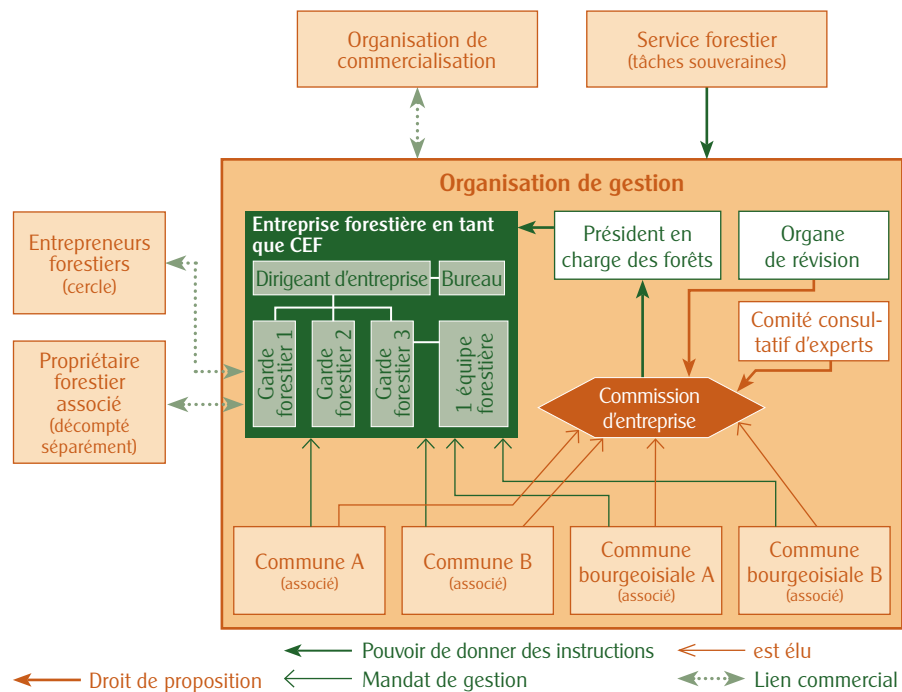 Organisation de
commercialisation
Service forestier
(tâches souveraines)
Organisation de gestion
Entrepreneurs
forestiers
(cercle)
Propriétaire
forestier
associé
(décompté
séparément)
Entreprise forestière en tant
que CEF
Dirigeant d'entreprise
Bureau
Garde
forestier 1
Garde
forestier 2
Garde
forestier 3
1 équipe
forestière
Président en
charge des forêts
Organe
de révision
Comité consul-
tatif d'experts
Commission
d'entreprise
Commune A
(associé)
Commune B
(associé)
Commune
bourgeoisiale A
(associé)
Commune
bourgeoisiale B
(associé)
Pouvoir de donner des instructions
est élu
Droit de proposition
Mandat de gestion
Lien commercial